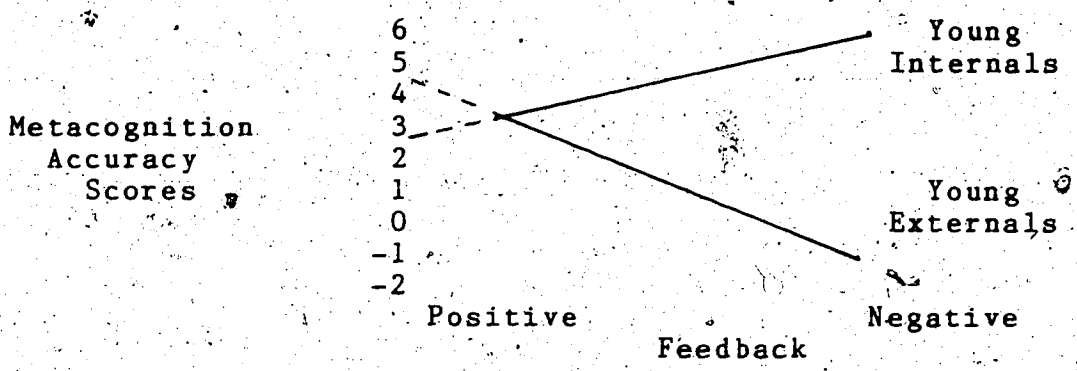 6
5
4
3
2
1
0
-1
-2
Metacognition
Accuracy
Scores
Young
Internals
Young
Externals
Positive
Negative
Feedback